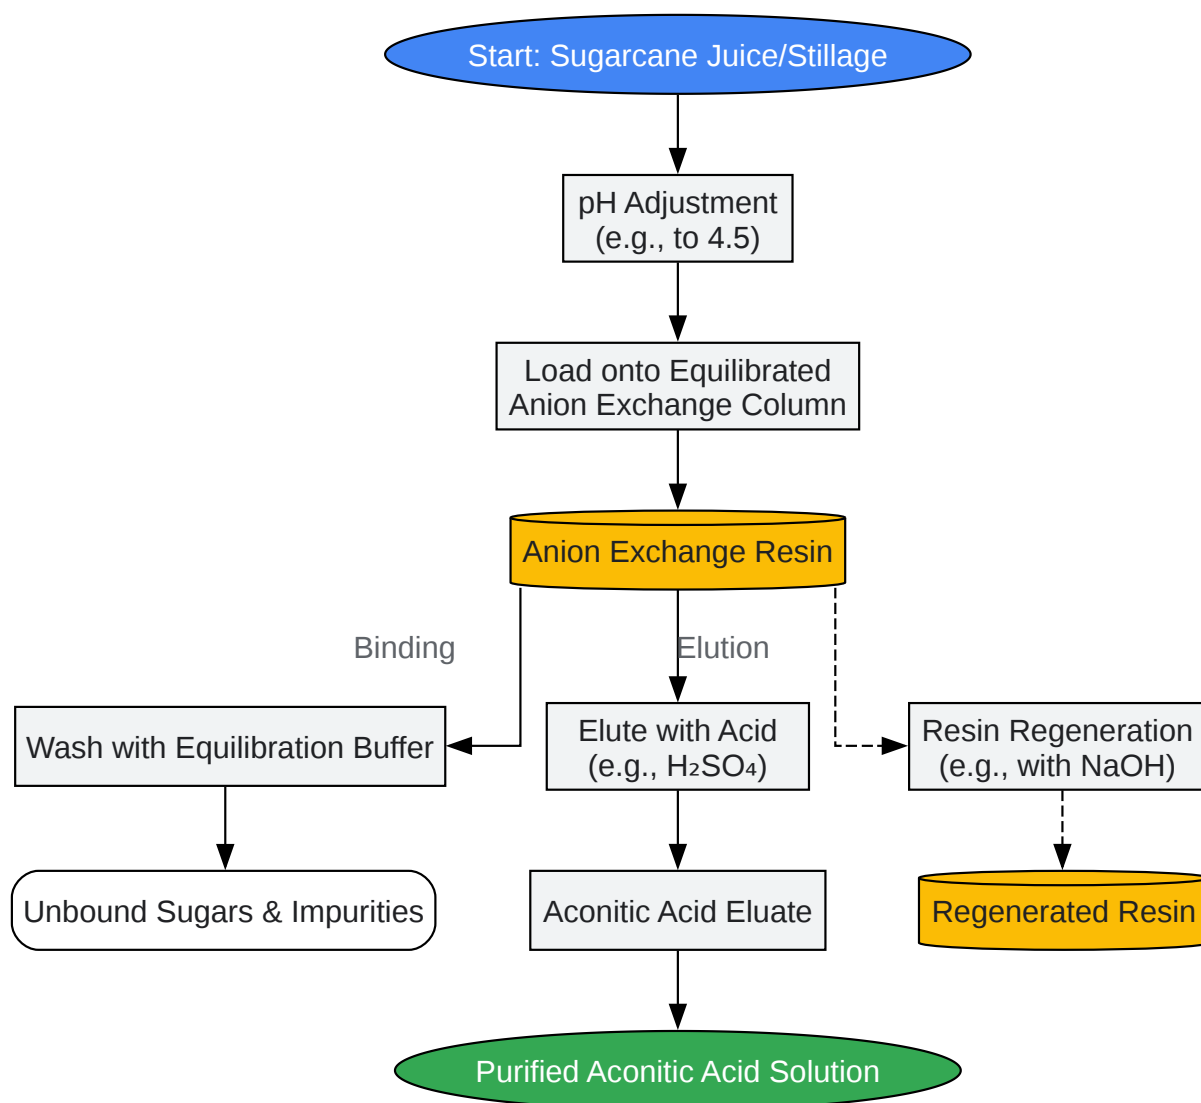 Start: Sugarcane Juice/Stillage
pH Adjustment
(e.g., to 4.5)
Load onto Equilibrated
Anion Exchange Column
Anion Exchange Resin
Binding
Elution
Wash with Equilibration Buffer
Elute with Acid
(e.g., H₂SO₄)
Resin Regeneration
(e.g., with NaOH)
Unbound Sugars & Impurities
Aconitic Acid Eluate
Regenerated Resin
Purified Aconitic Acid Solution